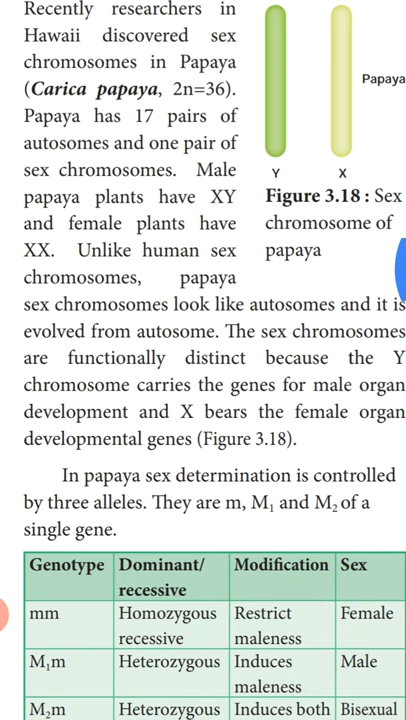 Recently researchers in
Hawaii discovered sex
chromosomes in Papaya
(Carica papaya, 2n=36).
Papaya has 17 pairs of
autosomes and one pair of
sex chromosomes. Male
papaya plants have XY
and female plants have
XX. Unlike human sex
chromosomes, papaya
sex chromosomes look like autosomes and it is
evolved from autosome. The sex chromosomes
are functionally distinct because the Y
chromosome carries the genes for male organ
development and X bears the female organ
developmental genes (Figure 3.18).
Papaya
Y X
Figure 3.18 : Sex
chromosome of
papaya
In papaya sex determination is controlled
by three alleles. They are m, M₁ and M₂ of a
single gene.
Genotype Dominant/ Modification Sex
recessive
mm Homozygous Restrict Female
recessive maleness
M₁m Heterozygous Induces Male
maleness
M₂m Heterozygous Induces both Bisexual